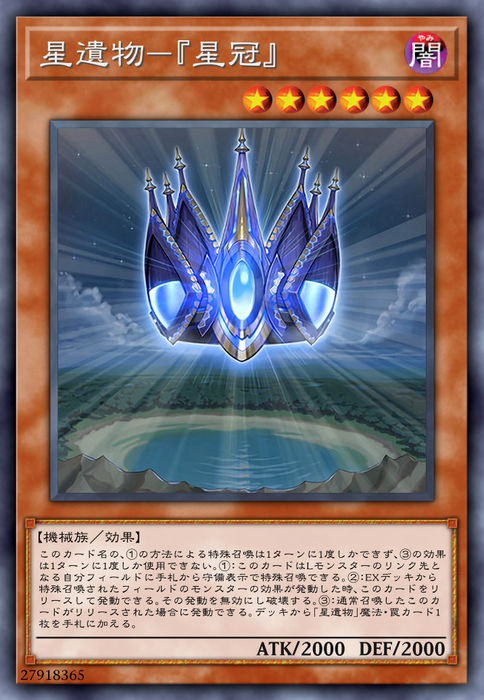 星遺物―『星冠』
やみ
闇
【機械族／効果】
このカード名の、①の方法による特殊召喚は1ターンに1度しかできず、③の効果
は1ターンに1度しか使用できない。①:このカードはLモンスターのリンク先と
なる自分フィールドに手札から守備表示で特殊召喚できる。②:EXデッキから
特殊召喚されたフィールドのモンスターの効果が発動した時、このカードをリ
リースして発動できる。その発動を無効にし破壊する。③:通常召喚したこのカ
ードがリリースされた場合に発動できる。デッキから「星遺物」魔法・罠カード1
枚を手札に加える。
ATK/2000 DEF/2000
27918365